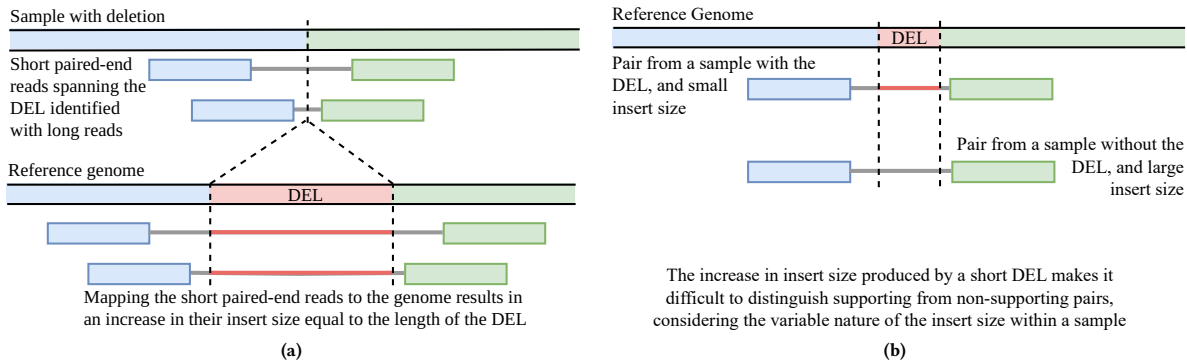 Sample with deletion
Short paired-end
reads spanning the
DEL identified
with long reads
Reference genome
DEL
Mapping the short paired-end reads to the genome results in
an increase in their insert size equal to the length of the DEL
(a)
Reference Genome
DEL
Pair from a sample with the
DEL, and small
insert size
Pair from a sample without the
DEL, and large
insert size
The increase in insert size produced by a short DEL makes it
difficult to distinguish supporting from non-supporting pairs,
considering the variable nature of the insert size within a sample
(b)